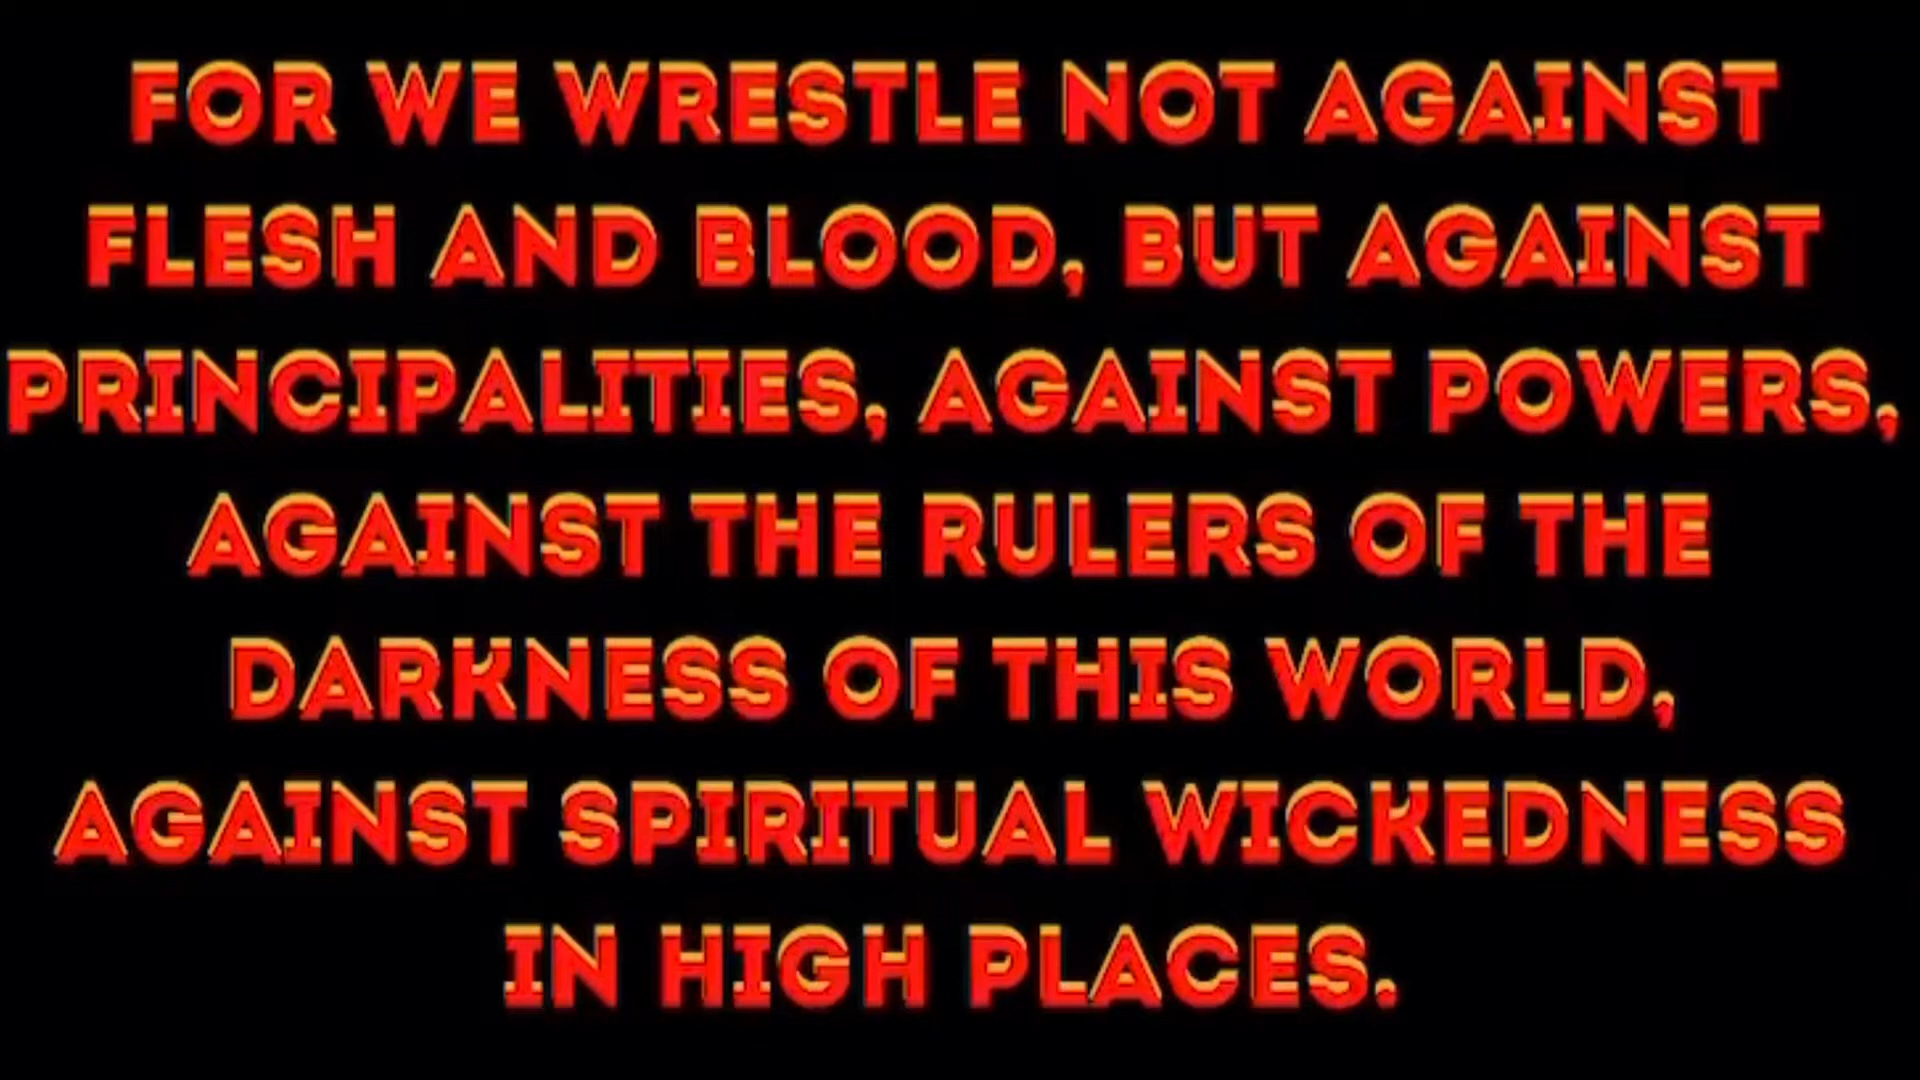 FOR WE WRESTLE NOT AGAINST
FLESH AND BLOOD, BUT AGAINST
PRINCIPALITIES, AGAINST POWERS,
AGAINST THE RULERS OF THE
DARKNESS OF THIS WORLD,
AGAINST SPIRITUAL WICKEDNESS
IN HIGH PLACES.